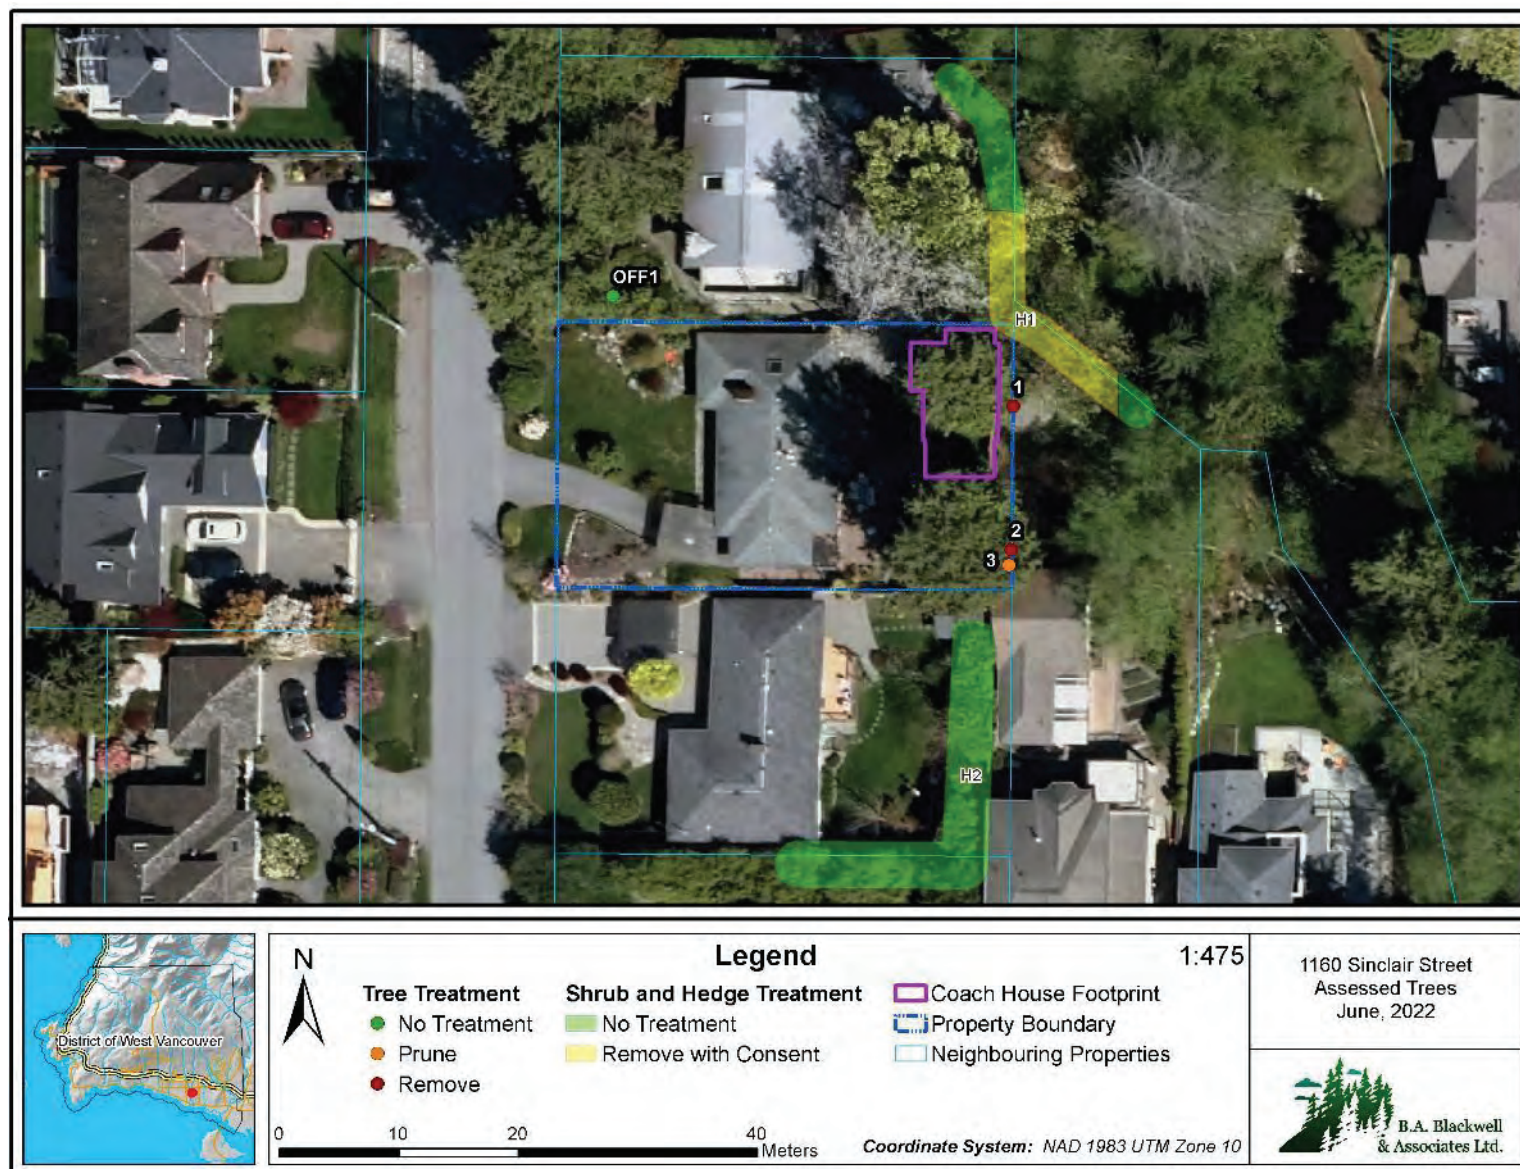 OFF1
H1
1
2
3
H2
District of West Vancouver
N
Legend
1:475
Tree Treatment
No Treatment
Prune
Remove
Shrub and Hedge Treatment
No Treatment
Remove with Consent
Coach House Footprint
Property Boundary
Neighbouring Properties
0 10 20 40
Meters
Coordinate System: NAD 1983 UTM Zone 10
1160 Sinclair Street
Assessed Trees
June, 2022
B.A. Blackwell
& Associates Ltd.